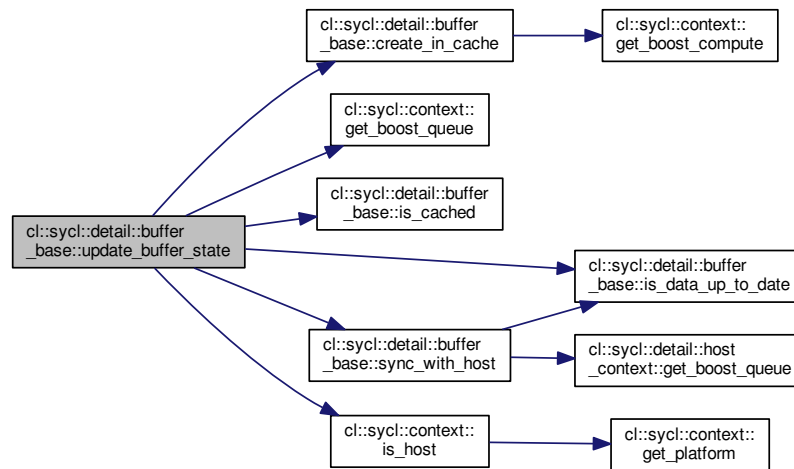 cl::sycl::detail::buffer
_base::create_in_cache
cl::sycl::context::
get_boost_compute
cl::sycl::context::
get_boost_queue
cl::sycl::detail::buffer
_base::is_cached
cl::sycl::detail::buffer
_base::update_buffer_state
cl::sycl::detail::buffer
_base::is_data_up_to_date
cl::sycl::detail::buffer
_base::sync_with_host
cl::sycl::detail::host
_context::get_boost_queue
cl::sycl::context::
is_host
cl::sycl::context::
get_platform